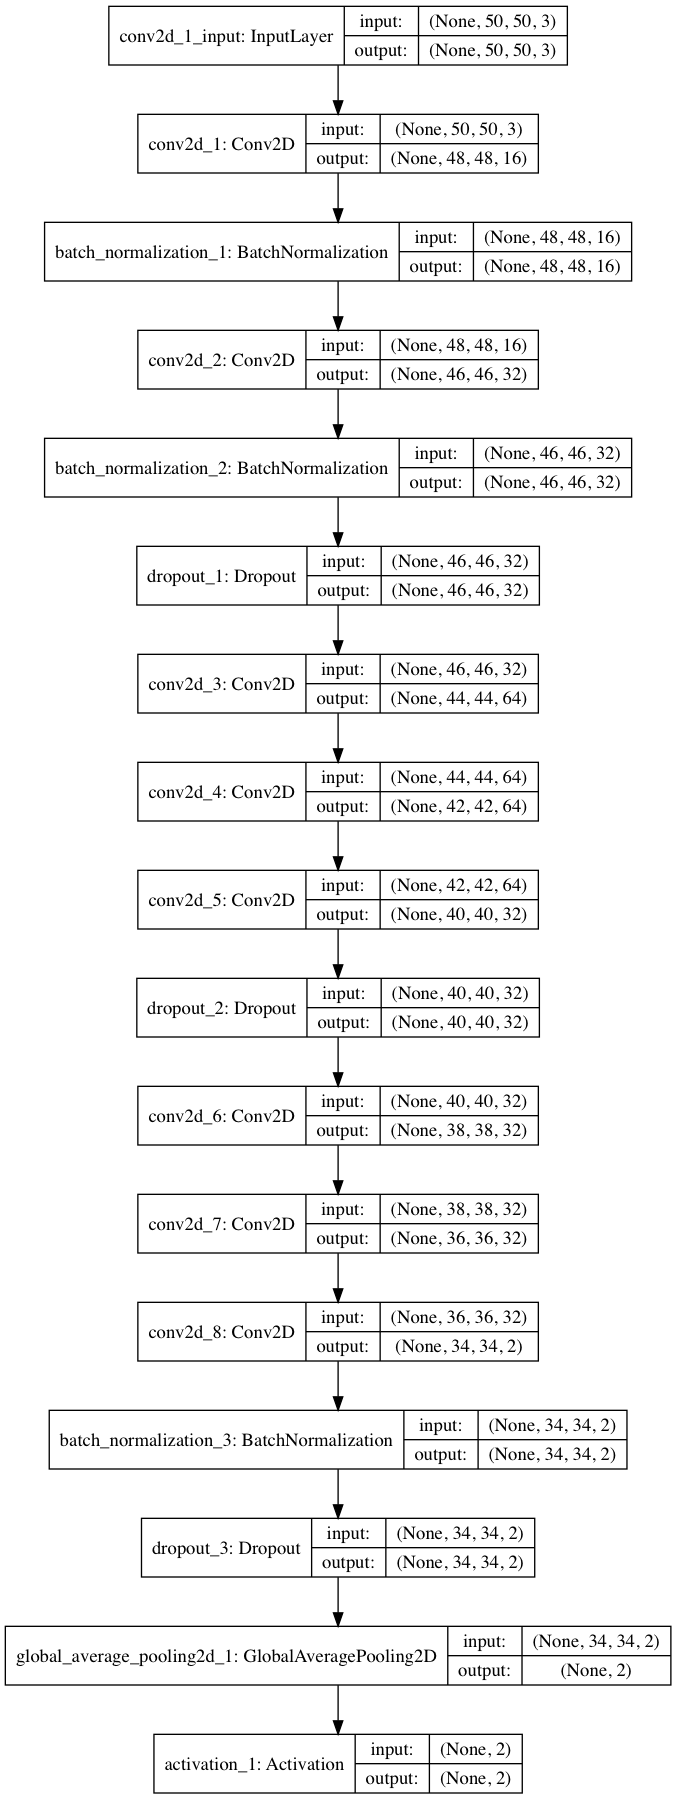 conv2d_1_input: InputLayer
input: (None, 50, 50, 3)
output: (None, 50, 50, 3)
conv2d_1: Conv2D
input: (None, 50, 50, 3)
output: (None, 48, 48, 16)
batch_normalization_1: BatchNormalization
input: (None, 48, 48, 16)
output: (None, 48, 48, 16)
conv2d_2: Conv2D
input: (None, 48, 48, 16)
output: (None, 46, 46, 32)
batch_normalization_2: BatchNormalization
input: (None, 46, 46, 32)
output: (None, 46, 46, 32)
dropout_1: Dropout
input: (None, 46, 46, 32)
output: (None, 46, 46, 32)
conv2d_3: Conv2D
input: (None, 46, 46, 32)
output: (None, 44, 44, 64)
conv2d_4: Conv2D
input: (None, 44, 44, 64)
output: (None, 42, 42, 64)
conv2d_5: Conv2D
input: (None, 42, 42, 64)
output: (None, 40, 40, 32)
dropout_2: Dropout
input: (None, 40, 40, 32)
output: (None, 40, 40, 32)
conv2d_6: Conv2D
input: (None, 40, 40, 32)
output: (None, 38, 38, 32)
conv2d_7: Conv2D
input: (None, 38, 38, 32)
output: (None, 36, 36, 32)
conv2d_8: Conv2D
input: (None, 36, 36, 32)
output: (None, 34, 34, 2)
batch_normalization_3: BatchNormalization
input: (None, 34, 34, 2)
output: (None, 34, 34, 2)
dropout_3: Dropout
input: (None, 34, 34, 2)
output: (None, 34, 34, 2)
global_average_pooling2d_1: GlobalAveragePooling2D
input: (None, 34, 34, 2)
output: (None, 2)
activation_1: Activation
input: (None, 2)
output: (None, 2)